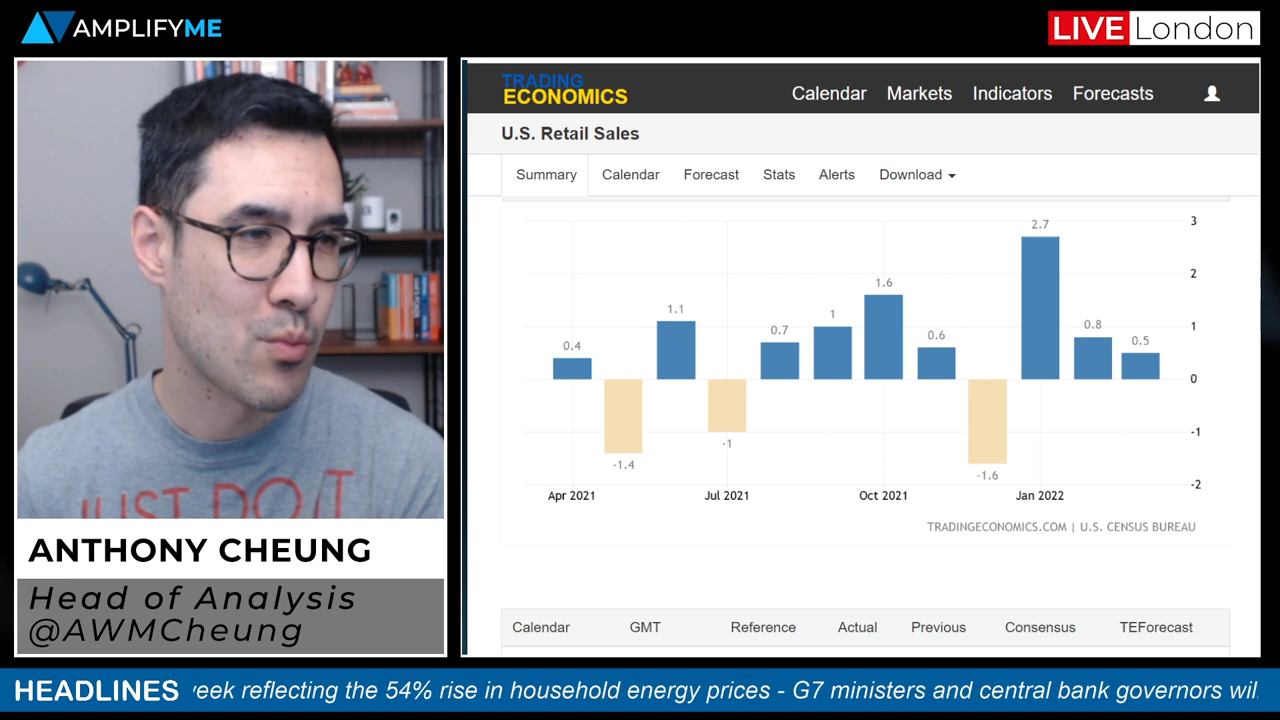 AMPLIFYME
LIVE London
TRADING
ECONOMICS
Calendar Markets Indicators Forecasts
U.S. Retail Sales
Summary Calendar Forecast Stats Alerts Download
3
2
1
0
-1
-2
0.4
-1.4
1.1
-1
0.7
1
1.6
0.6
-1.6
2.7
0.8
0.5
Apr 2021 Jul 2021 Oct 2021 Jan 2022
TRADINGECONOMICS.COM | U.S. CENSUS BUREAU
Calendar GMT Reference Actual Previous Consensus TEForecast
JUST DO IT
ANTHONY CHEUNG
Head of Analysis
@AWMCheung
HEADLINES
reflecting the 54% rise in household energy prices - G7 ministers and central bank governors